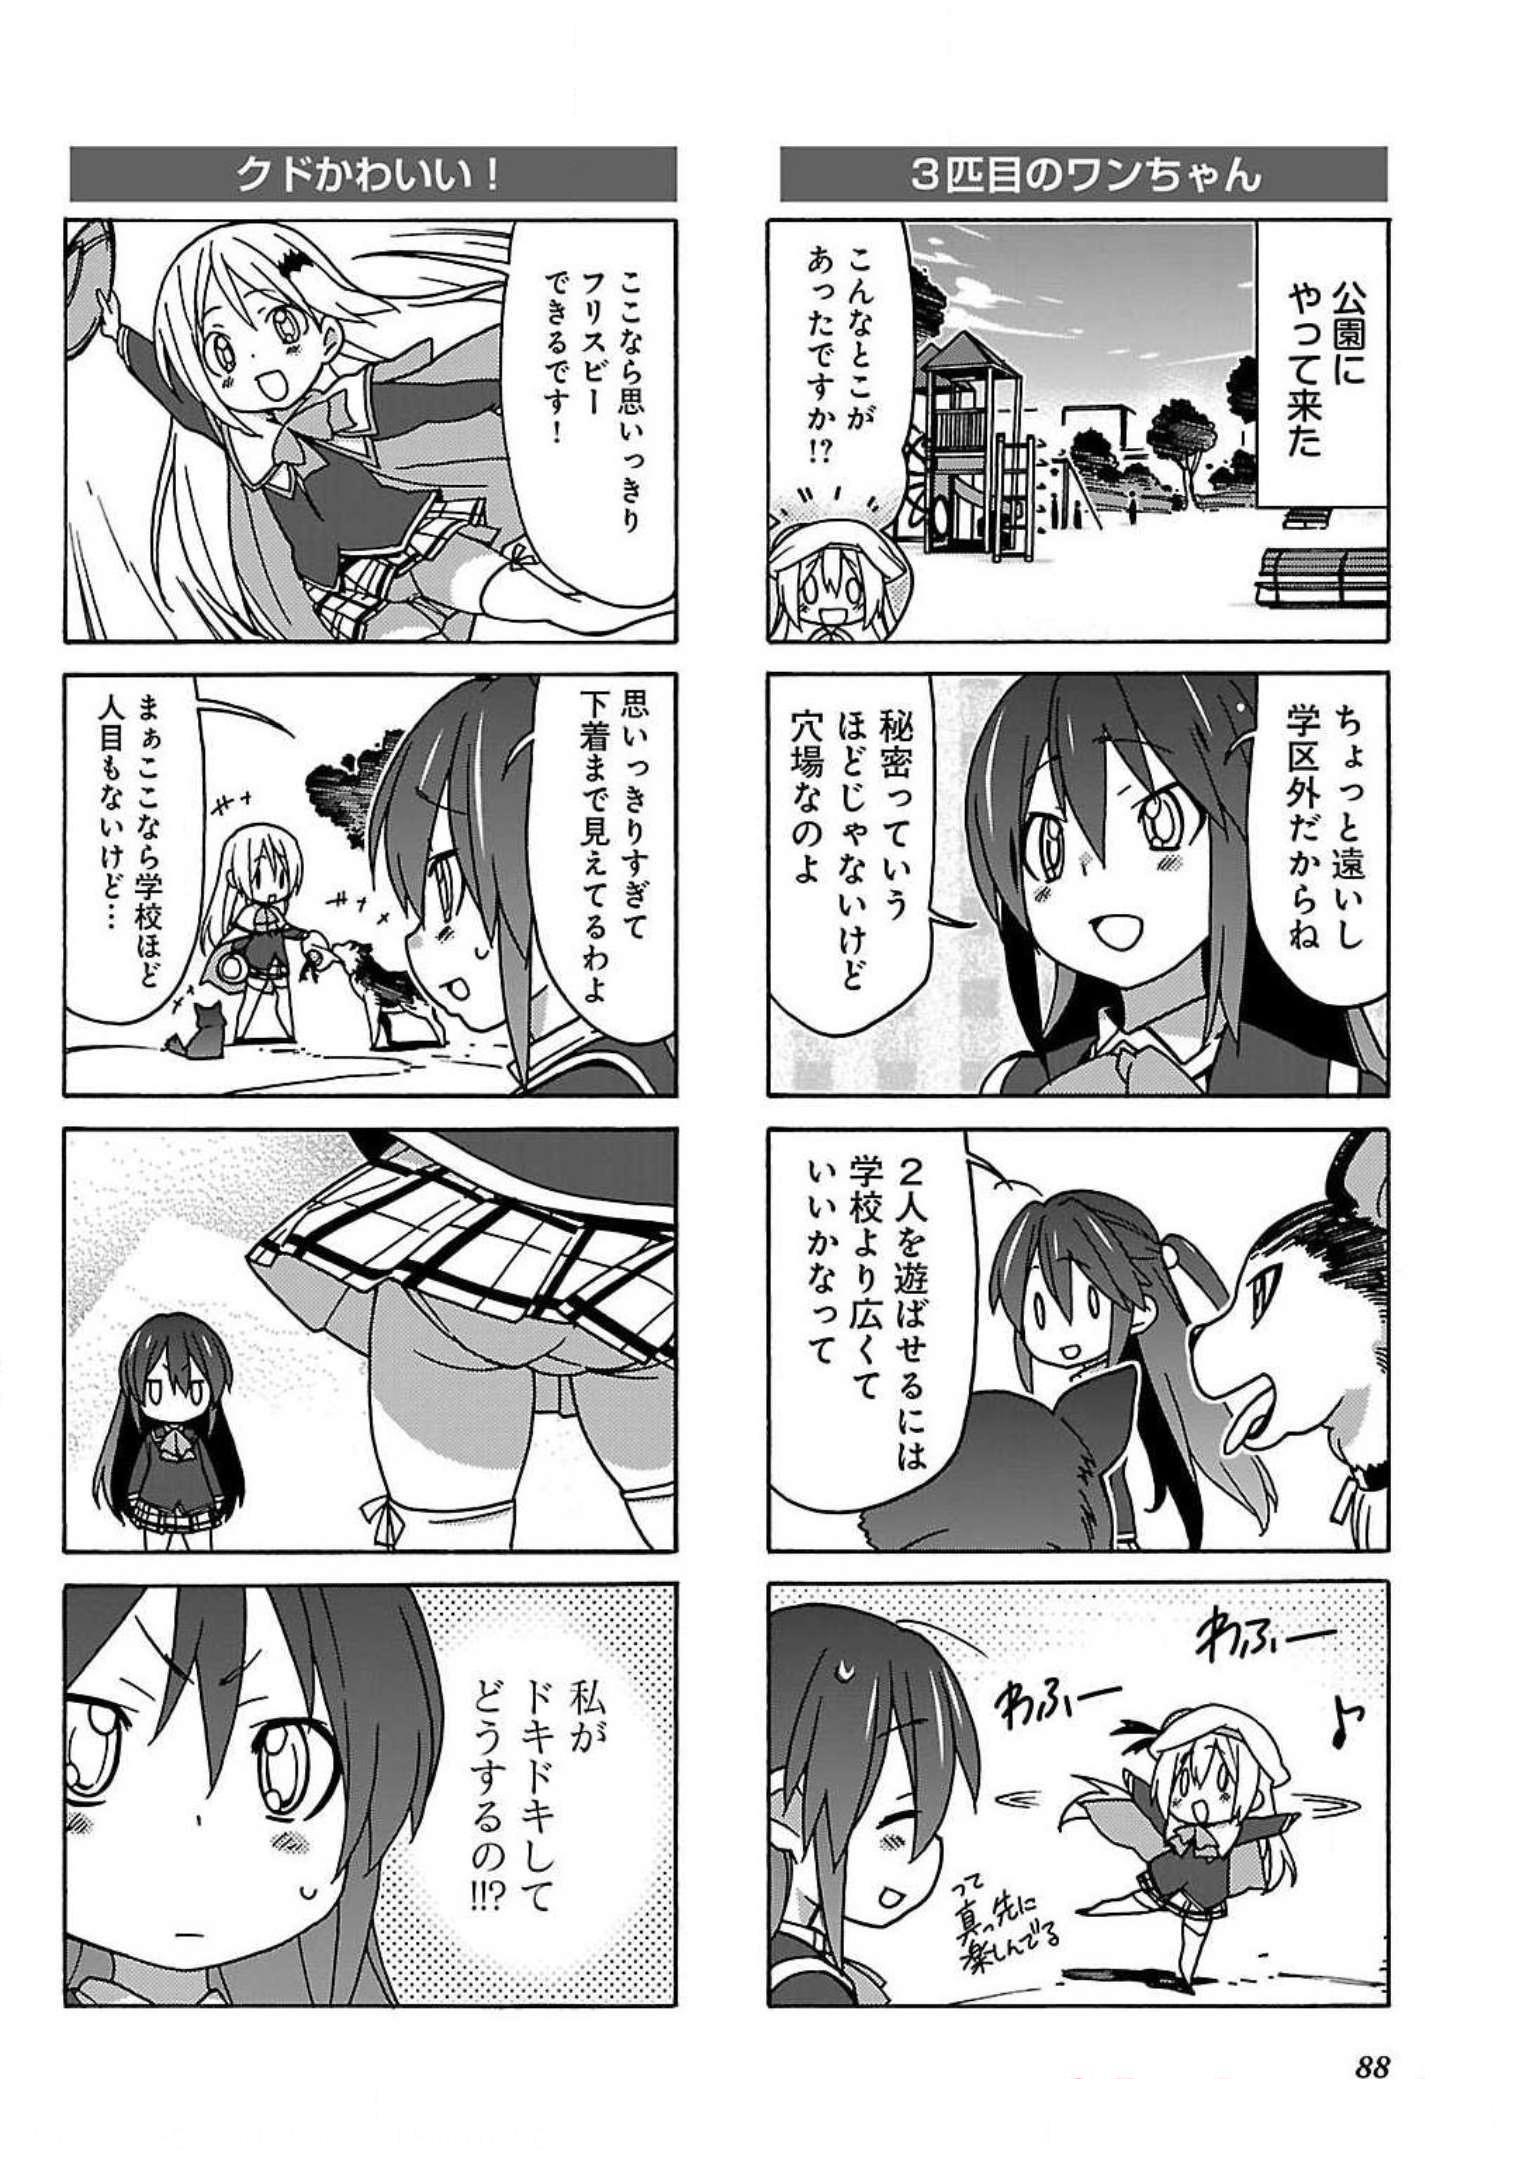 3匹目のワンちゃん
公園に
やって来た
こんなとこが
あったですか!?
ちょっと遠いし
学区外だからね
秘密っていう
ほどじゃないけど
穴場なのよ
2人を遊ばせるには
学校より広くて
いいかなって
わふー
わふー
♪
って
真っ先に
楽しんでる
クドかわいい!
ここなら思いっきり
フリスビー
できるです!
思いっきりすぎて
下着まで見えてるわよ
まぁここなら学校ほど
人目もないけど…
私が
ドキドキして
どうするの!!?
88